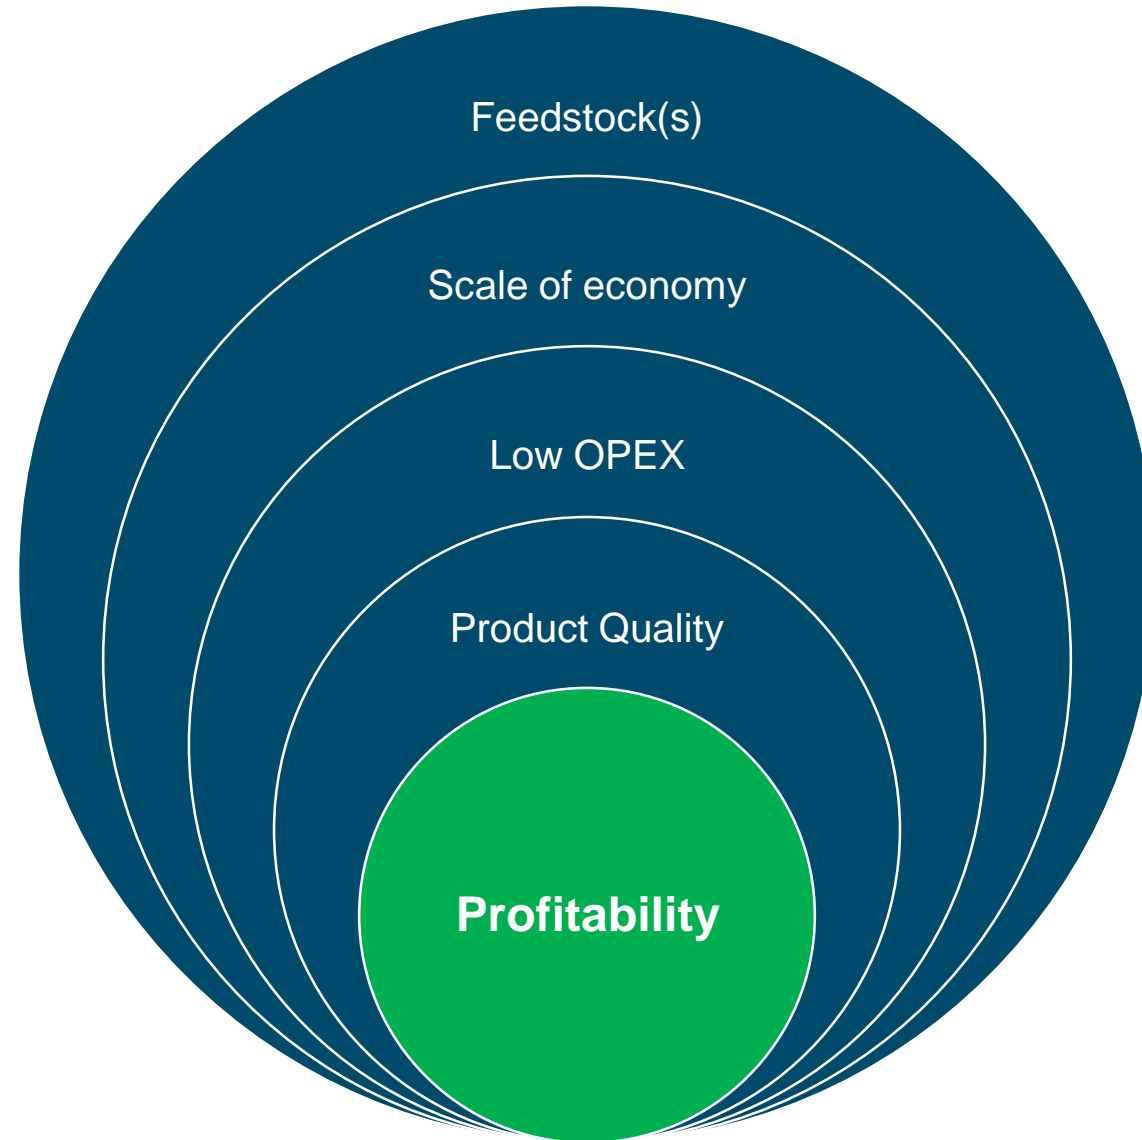 Feedstock(s)
Scale of economy
Low OPEX
Product Quality
Profitability